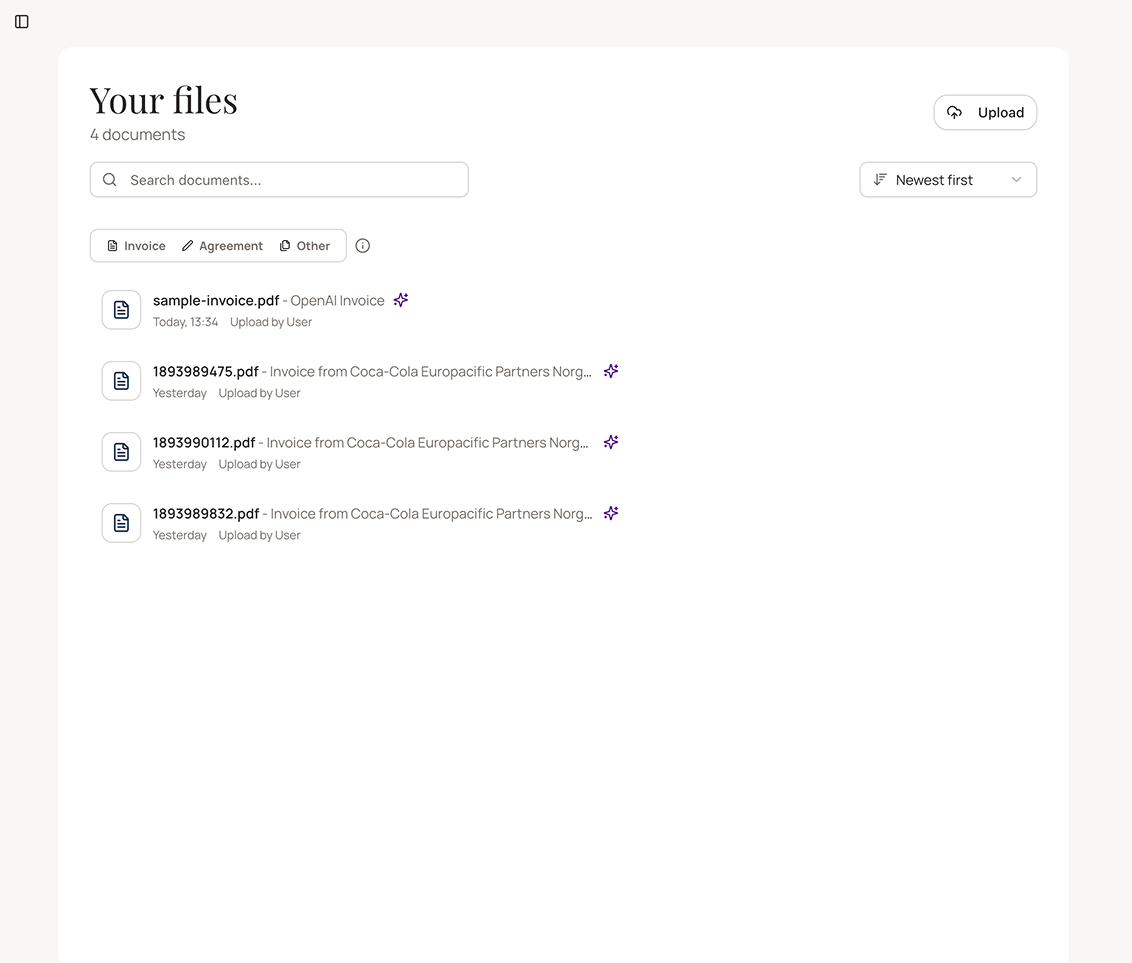 Your files
4 documents
Upload
Search documents...
Newest first
Invoice Agreement Other
sample-invoice.pdf - OpenAI Invoice
Today, 13:34 Upload by User
1893989475.pdf - Invoice from Coca-Cola Europacific Partners Norg...
Yesterday Upload by User
1893990112.pdf - Invoice from Coca-Cola Europacific Partners Norg...
Yesterday Upload by User
1893989832.pdf - Invoice from Coca-Cola Europacific Partners Norg...
Yesterday Upload by User